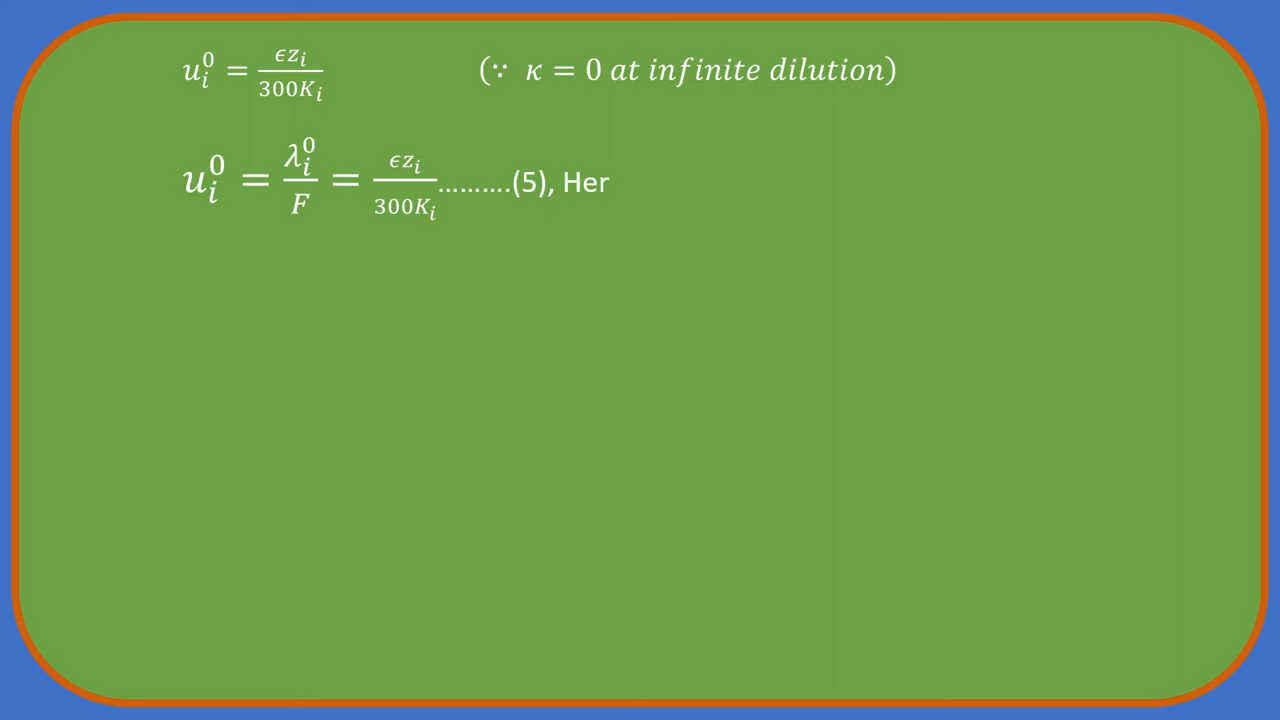 u_i^0 = ϵz_i/300K_i (∵ κ = 0 at infinite dilution)
u_i^0 = λ_i^0/F = ϵz_i/300K_i ..........(5), Her